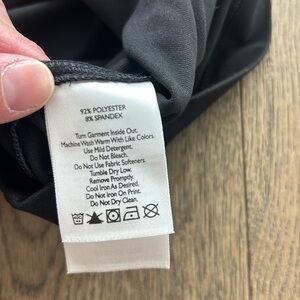 92% POLYESTER
8% SPANDEX
Turn Garment Inside Out.
Machine Wash Warm With Like Colors.
Use Mild Detergent.
Do Not Bleach.
Do Not Use Fabric Softeners.
Tumble Dry Low.
Remove Promptly.
Cool Iron As Desired.
Do Not Iron On Print.
Do Not Dry Clean.